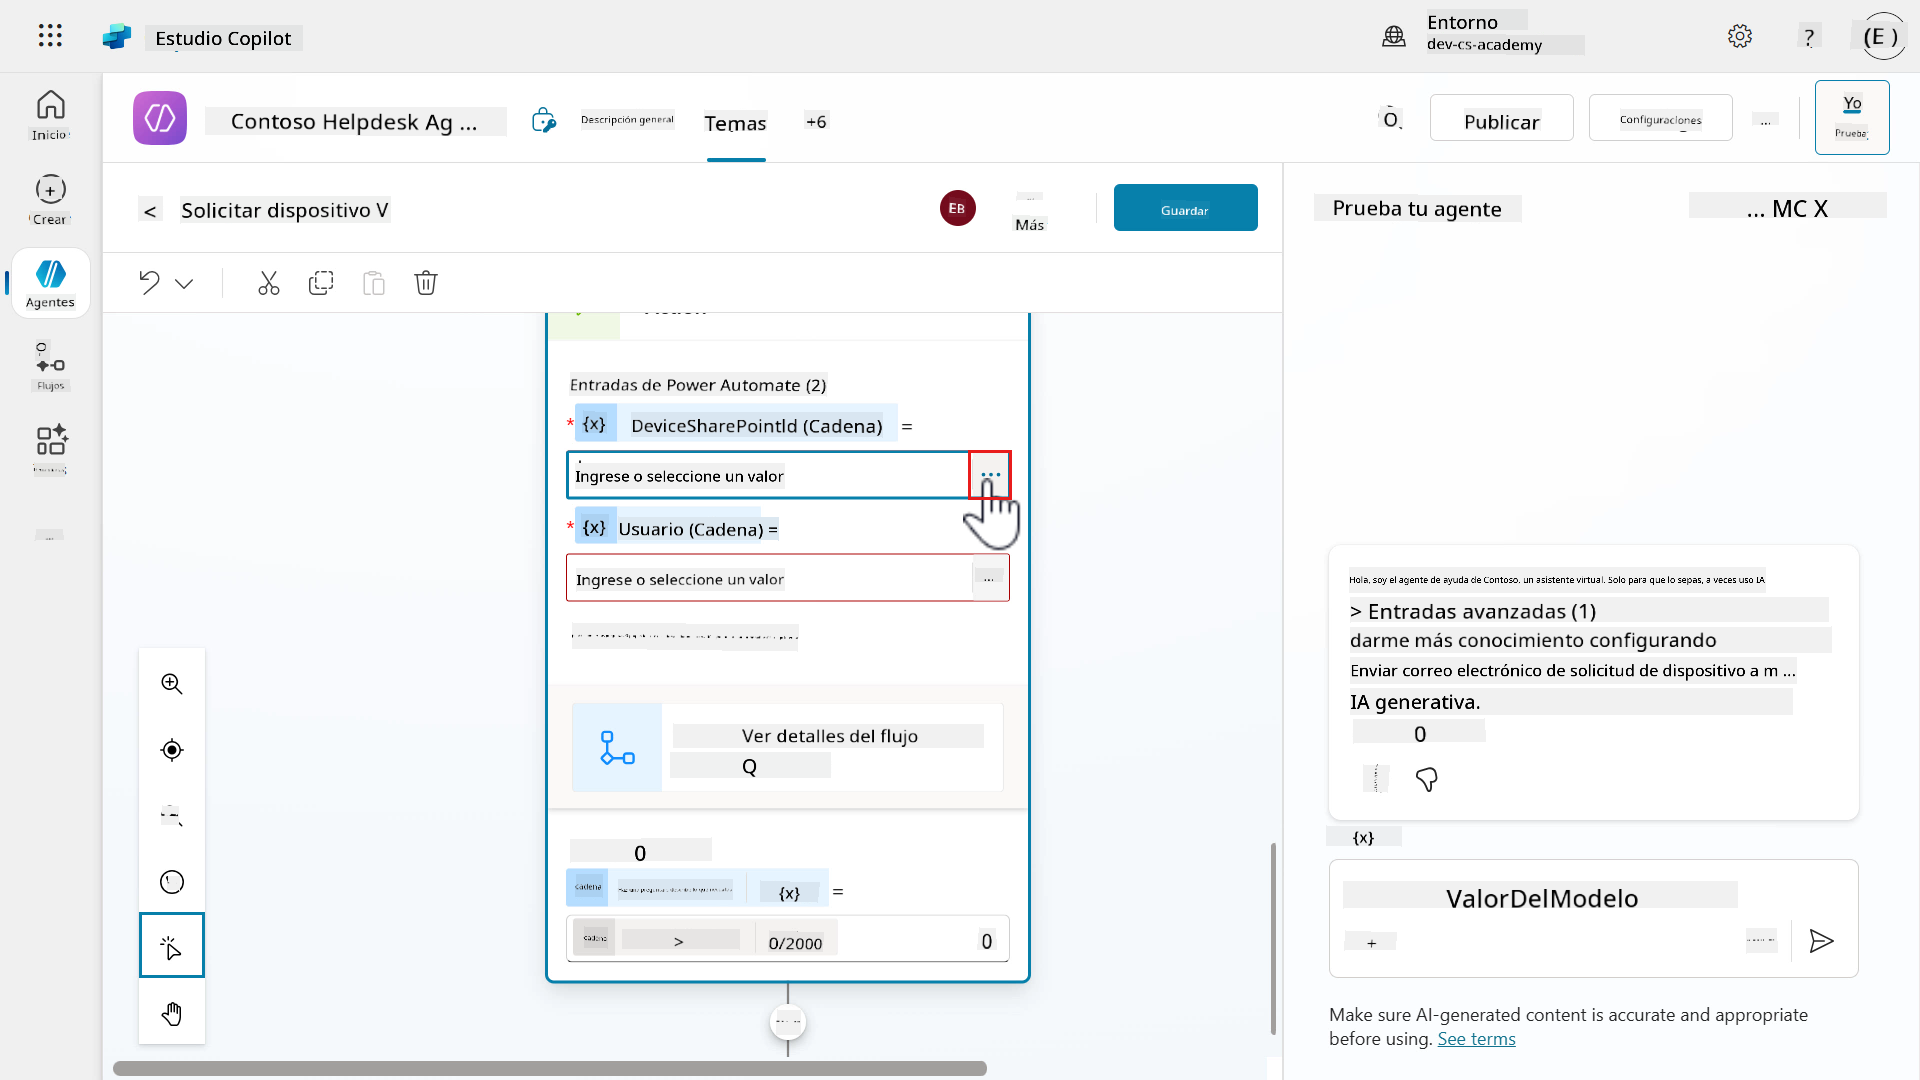 Estudio Copilot
Entorno
dev-cs-academy
?
(E )
Inicio
Crear
Agentes
Flujos
Contoso Helpdesk Ag ...
Descripción general
Temas
+6
Publicar
Configuraciones
...
Yo
Prueba
<
Solicitar dispositivo V
EB
Más
Guardar
Entradas de Power Automate (2)
* {x} DeviceSharePointId (Cadena) =
Ingrese o seleccione un valor
...
* {x} Usuario (Cadena) =
Ingrese o seleccione un valor
...
Ver detalles del flujo
Q
0
cadena
{x} =
cadena
>
0/2000
0
Prueba tu agente
... MC X
Hola, soy el agente de ayuda de Contoso. un asistente virtual. Solo para que lo sepas, a veces uso IA
> Entradas avanzadas (1)
darme más conocimiento configurando
Enviar correo electrónico de solicitud de dispositivo a m ...
IA generativa.
0
{x}
ValorDelModelo
+
Make sure AI-generated content is accurate and appropriate
before using. See terms